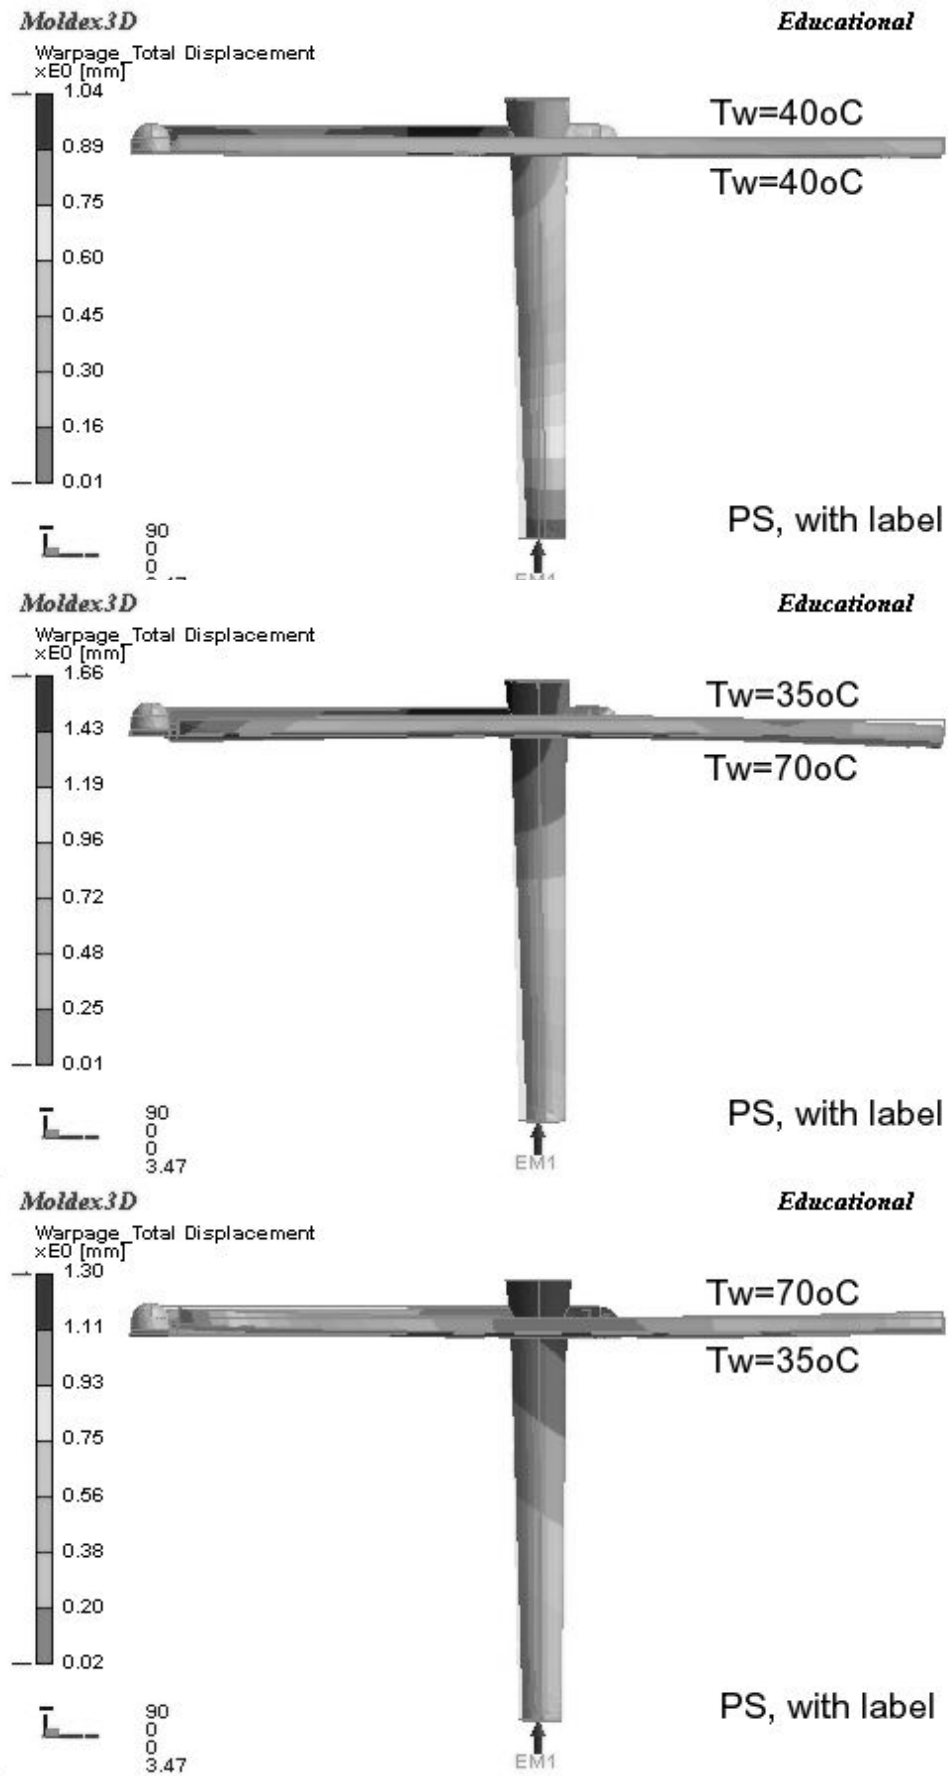 Moldex3D Educational
Warpage_Total Displacement
xE0 [mm]
1.04
Tw=40oC
0.89
Tw=40oC
0.75
0.60
0.45
0.30
0.16
0.01
PS, with label
90
0
0
EM1
Moldex3D Educational
Warpage_Total Displacement
xE0 [mm]
1.66
Tw=35oC
1.43
Tw=70oC
1.19
0.96
0.72
0.48
0.25
0.01
PS, with label
90
0
0
3.47
EM1
Moldex3D Educational
Warpage_Total Displacement
xE0 [mm]
1.30
Tw=70oC
1.11
Tw=35oC
0.93
0.75
0.56
0.38
0.20
0.02
PS, with label
90
0
0
3.47
EM1